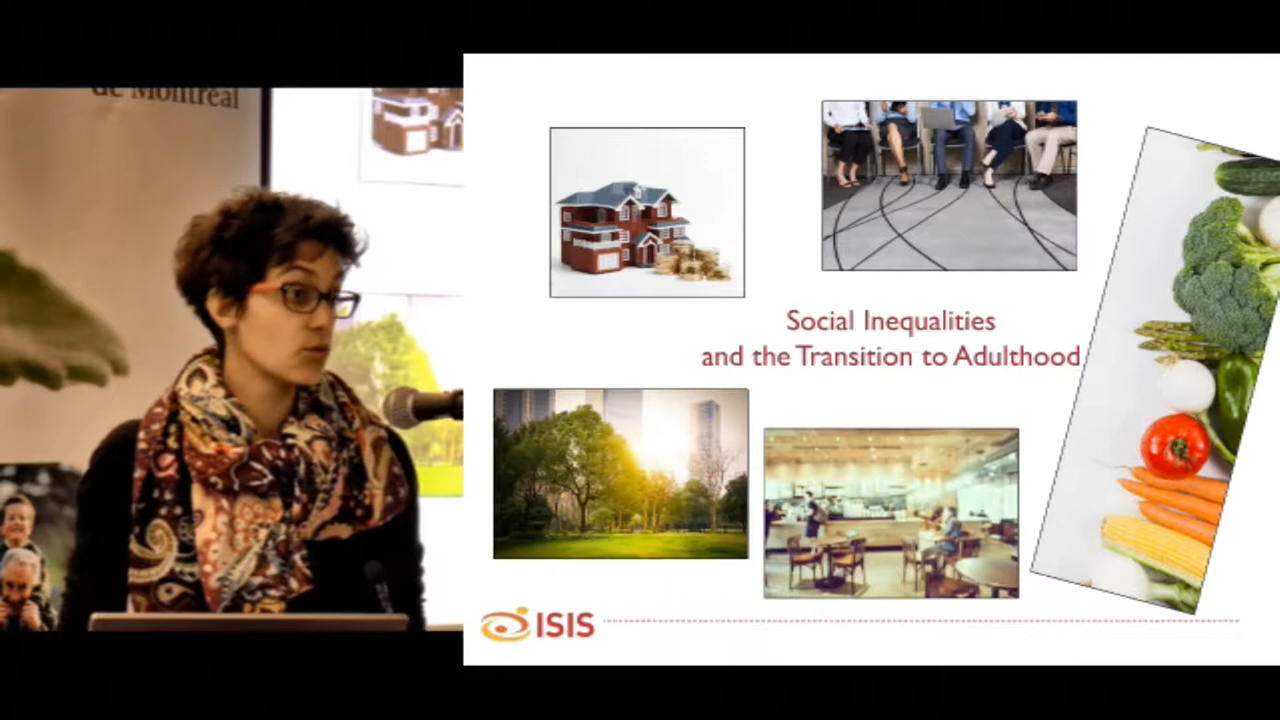 de Montréal
Social Inequalities
and the Transition to Adulthood
ISIS